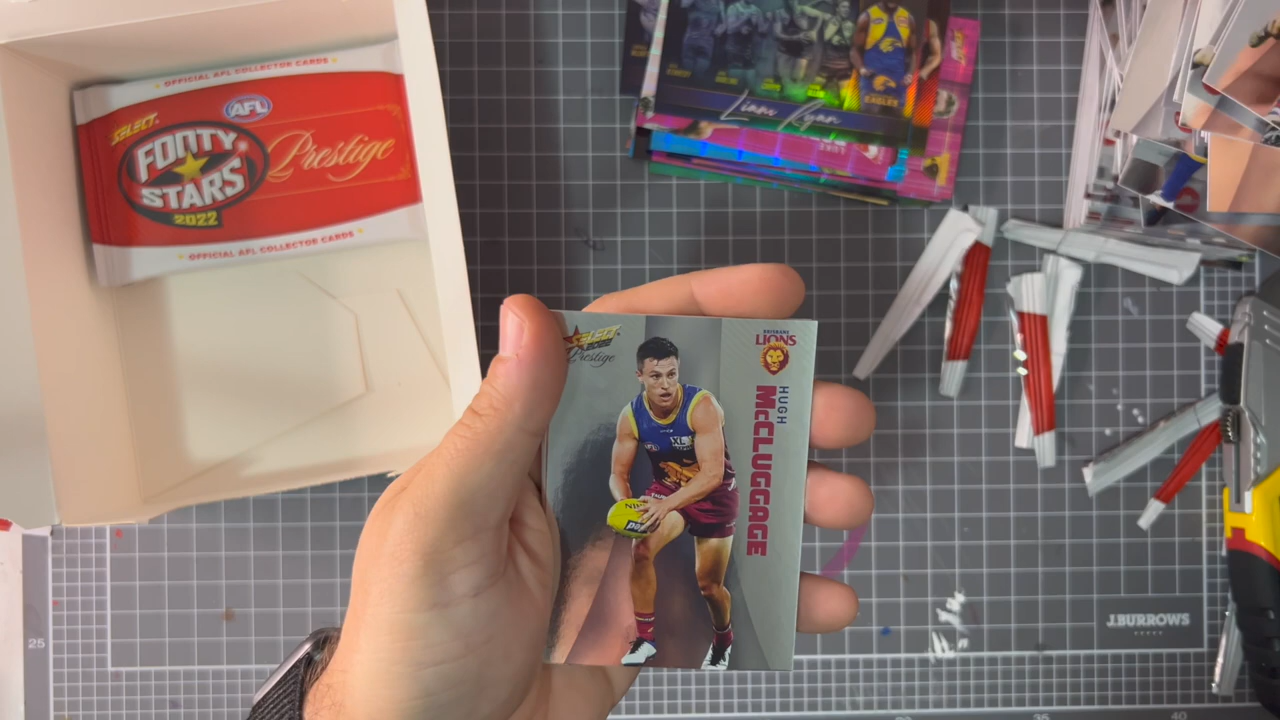 OFFICIAL AFL COLLECTOR CARDS
AFL
SELECT
FOOTY
STARS
2022
Prestige
OFFICIAL AFL COLLECTOR CARDS
Liam Ryan
EAGLES
SELECT
Prestige
BRISBANE
LIONS
HUGH
McCLUGGAGE
J.BURROWS
25
35
40